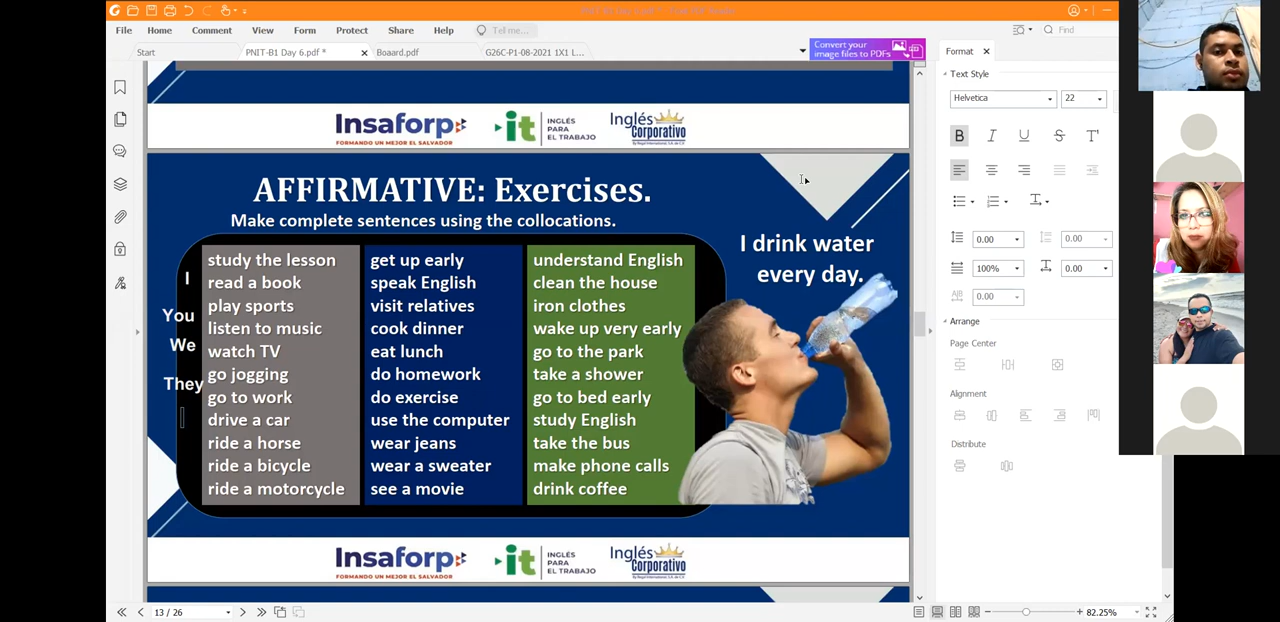 File Home Comment View Form Protect Share Help Tell me... Find
Start PNIT-B1 Day 6.pdf * Board.pdf G26C-P1-08-2021 1X1 L...
Convert your
image files to PDFs
Format
Text Style
Helvetica 22
B I U S T
0.00 0.00
100% 0.00
0.00
Arrange
Page Center
Alignment
Distribute
Insaforp
FORMANDO UN MEJOR EL SALVADOR
it INGLÉS
PARA
EL TRABAJO
Inglés
Corporativo
AFFIRMATIVE: Exercises.
Make complete sentences using the collocations.
I
You
We
They
study the lesson
read a book
play sports
listen to music
watch TV
go jogging
go to work
drive a car
ride a horse
ride a bicycle
ride a motorcycle
get up early
speak English
visit relatives
cook dinner
eat lunch
do homework
do exercise
use the computer
wear jeans
wear a sweater
see a movie
understand English
clean the house
iron clothes
wake up very early
go to the park
take a shower
go to bed early
study English
take the bus
make phone calls
drink coffee
I drink water
every day.
Insaforp
FORMANDO UN MEJOR EL SALVADOR
it INGLÉS
PARA
EL TRABAJO
Inglés
Corporativo
13 / 26
82.25%